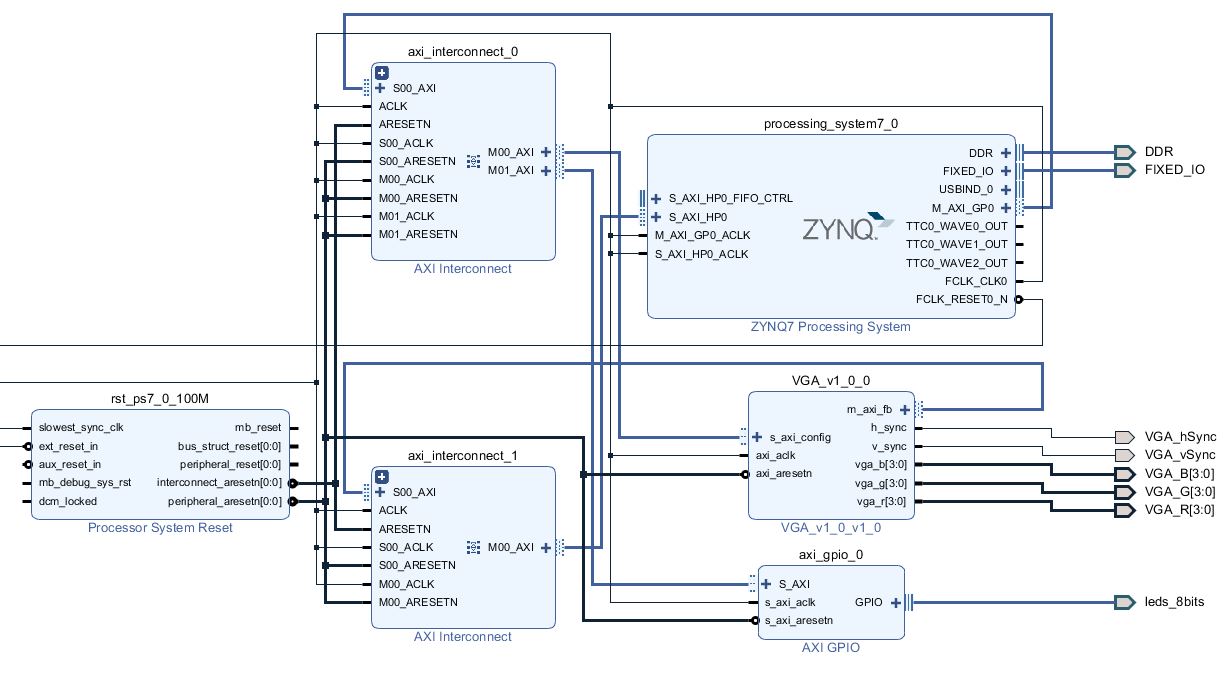 axi_interconnect_0
S00_AXI
ACLK
ARESETN
S00_ACLK
S00_ARESETN
M00_ACLK
M00_ARESETN
M01_ACLK
M01_ARESETN
M00_AXI
M01_AXI
AXI Interconnect
processing_system7_0
S_AXI_HP0_FIFO_CTRL
S_AXI_HP0
M_AXI_GP0_ACLK
S_AXI_HP0_ACLK
ZYNQ
DDR
FIXED_IO
USBIND_0
M_AXI_GP0
TTC0_WAVE0_OUT
TTC0_WAVE1_OUT
TTC0_WAVE2_OUT
FCLK_CLK0
FCLK_RESET0_N
ZYNQ7 Processing System
DDR
FIXED_IO
rst_ps7_0_100M
slowest_sync_clk
ext_reset_in
aux_reset_in
mb_debug_sys_rst
dcm_locked
mb_reset
bus_struct_reset[0:0]
peripheral_reset[0:0]
interconnect_aresetn[0:0]
peripheral_aresetn[0:0]
Processor System Reset
axi_interconnect_1
S00_AXI
ACLK
ARESETN
S00_ACLK
S00_ARESETN
M00_ACLK
M00_ARESETN
M00_AXI
AXI Interconnect
VGA_v1_0_0
s_axi_config
axi_aclk
axi_aresetn
m_axi_fb
h_sync
v_sync
vga_b[3:0]
vga_g[3:0]
vga_r[3:0]
VGA_v1_0_v1_0
VGA_hSync
VGA_vSync
VGA_B[3:0]
VGA_G[3:0]
VGA_R[3:0]
axi_gpio_0
S_AXI
s_axi_aclk
s_axi_aresetn
GPIO
AXI GPIO
leds_8bits